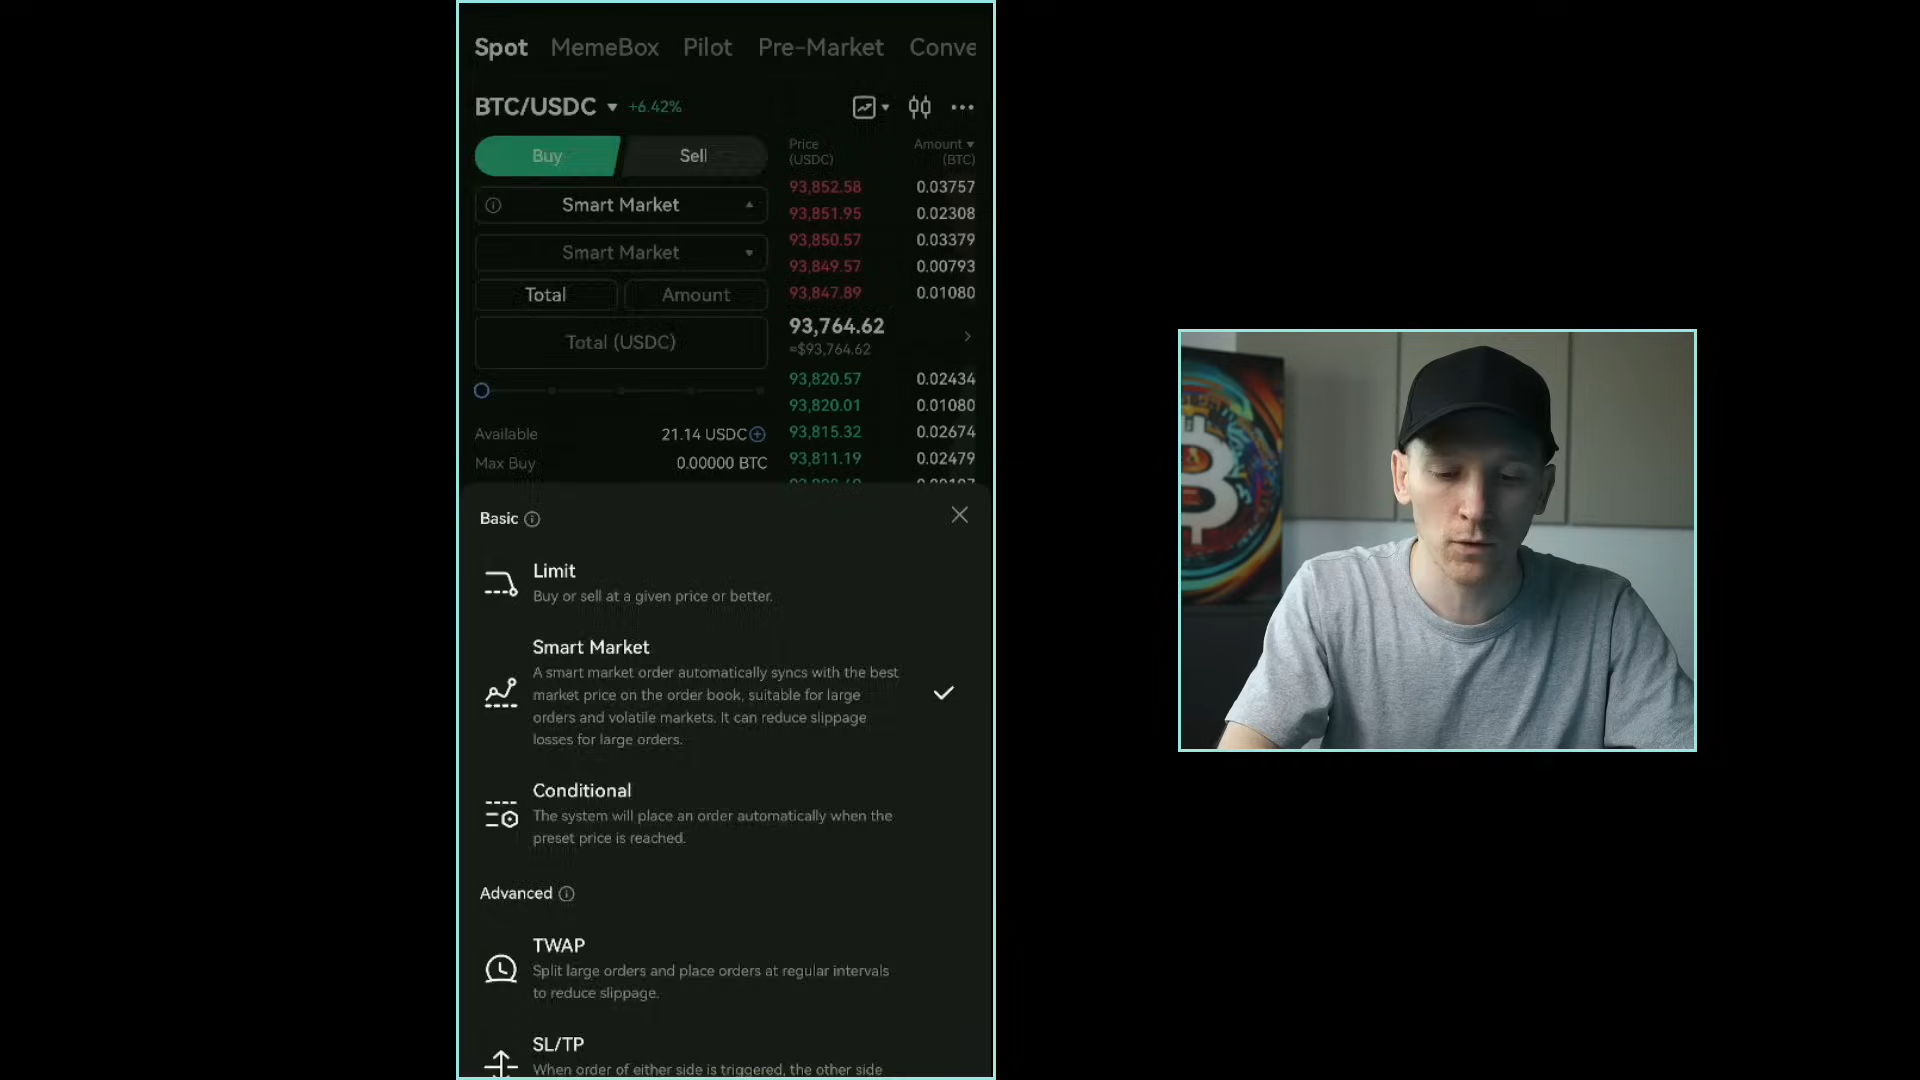 Spot MemeBox Pilot Pre-Market Conve
BTC/USDC +6.42%
Buy Sell
Smart Market
Smart Market
Total Amount
Total (USDC)
Available 21.14 USDC
Max Buy 0.00000 BTC
Price Amount
(USDC) (BTC)
93,852.58 0.03757
93,851.95 0.02308
93,850.57 0.03379
93,849.57 0.00793
93,847.89 0.01080
93,764.62
≈$93,764.62
93,820.57 0.02434
93,820.01 0.01080
93,815.32 0.02674
93,811.19 0.02479
Basic
Limit
Buy or sell at a given price or better.
Smart Market
A smart market order automatically syncs with the best
market price on the order book, suitable for large
orders and volatile markets. It can reduce slippage
losses for large orders.
Conditional
The system will place an order automatically when the
preset price is reached.
Advanced
TWAP
Split large orders and place orders at regular intervals
to reduce slippage.
SL/TP
When order of either side is triggered, the other side